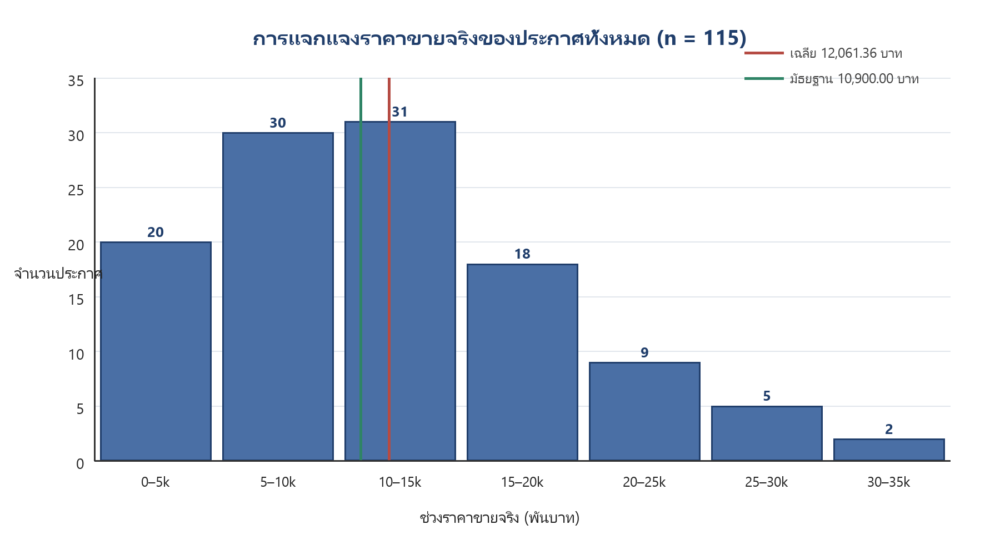 การแจกแจงราคาขายจริงของประกาศทั้งหมด (n = 115)
เฉลี่ย 12,061.36 บาท
มัธยฐาน 10,900.00 บาท
35
30
25
20
15
10
5
0
จำนวนประกาศ
20
30
31
18
9
5
2
0–5k
5–10k
10–15k
15–20k
20–25k
25–30k
30–35k
ช่วงราคาขายจริง (พันบาท)